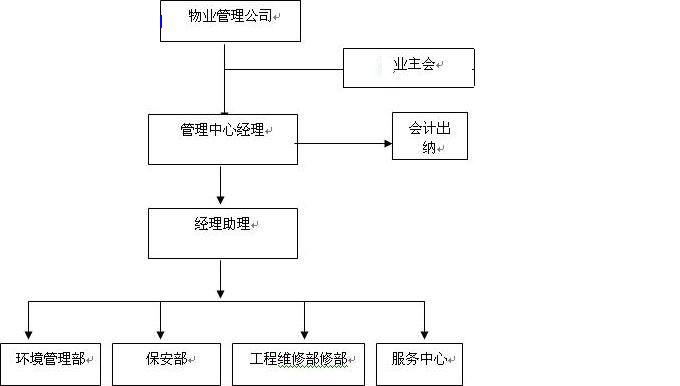 物业管理公司
业主会
管理中心经理
会计出
纳
经理助理
环境管理部
保安部
工程维修部修部
服务中心